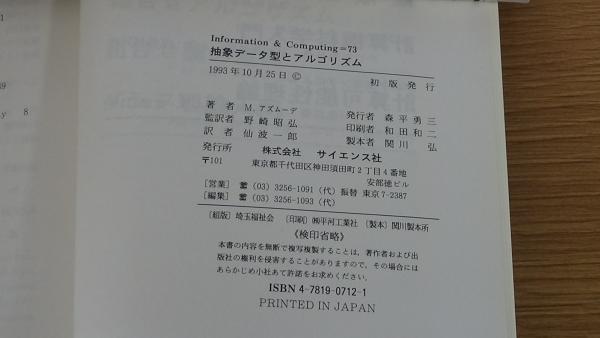 Information & Computing=73
抽象データ型とアルゴリズム
1993年10月25日 © 初版発行
著者 M.アズムーデ 発行者 森平勇三
監訳者 野崎昭弘 印刷者 和田和二
訳者 仙波一郎 製本者 関川弘
発行所 株式会社 サイエンス社
〒101 東京都千代田区神田須田町2丁目4番地
安部徳ビル
〔営業〕 ☎ (03) 3256-1091 (代) 振替 東京7-2387
〔編集〕 ☎ (03) 3256-1093 (代)
〔組版〕埼玉福祉会 〔印刷〕㈱平河工業社 〔製本〕関川製本所
《検印省略》
本書の内容を無断で複写複製することは，著作者および出
版社の権利を侵害することがありますので，その場合には
あらかじめ小社あて許諾をお求めください．
ISBN 4-7819-0712-1
PRINTED IN JAPAN
y 8